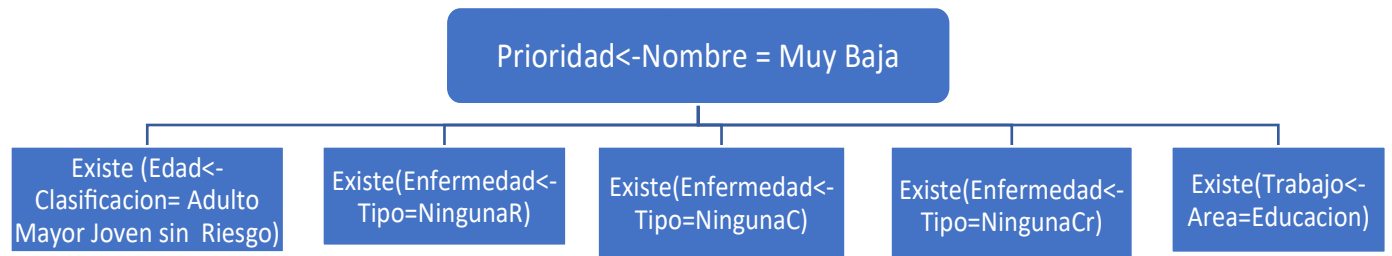 Prioridad<-Nombre = Muy Baja
Existe (Edad<-
Clasificacion= Adulto
Mayor Joven sin  Riesgo)
Existe(Enfermedad<-
Tipo=NingunaR)
Existe(Enfermedad<-
Tipo=NingunaC)
Existe(Enfermedad<-
Tipo=NingunaCr)
Existe(Trabajo<-
Area=Educacion)